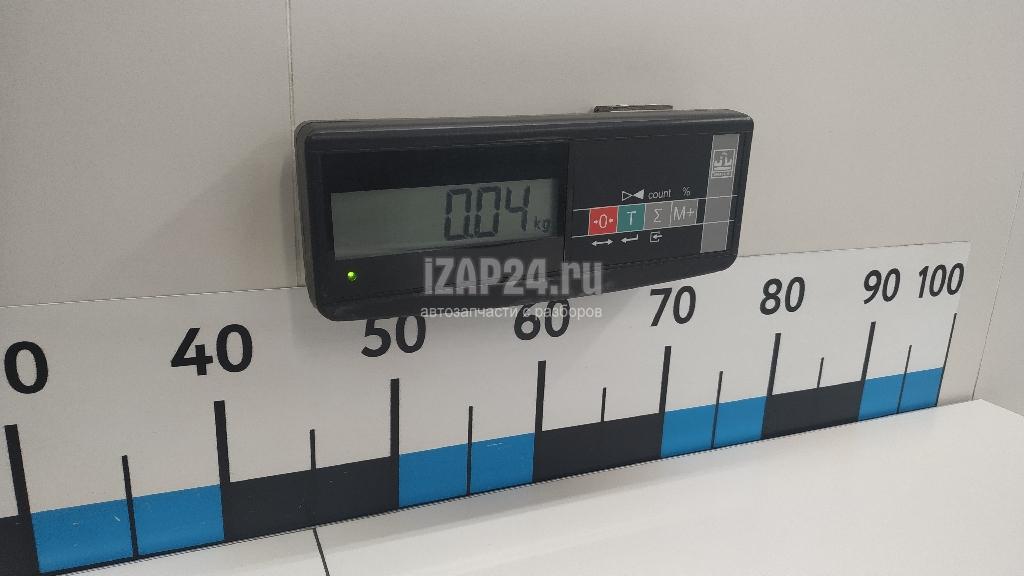 count %
0.04 kg
→0← T Σ M+
iZAP24.ru
автозапчасти с разборов
0 40 50 60 70 80 90 100